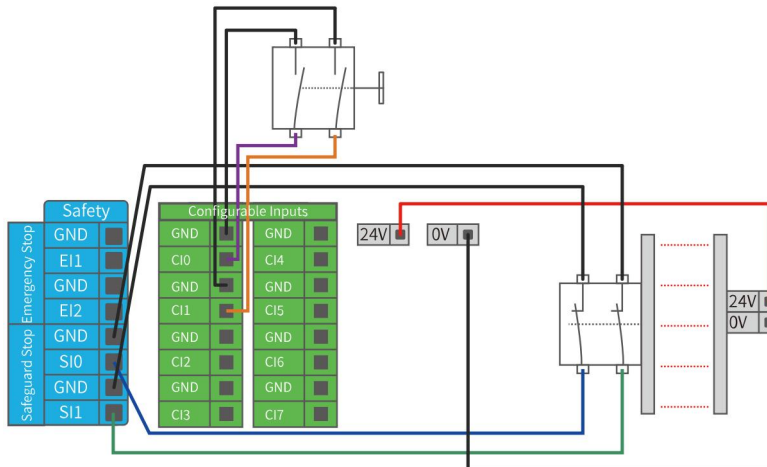 Safety
Emergency Stop
GND
EI1
GND
EI2
Safeguard Stop
GND
SI0
GND
SI1
Configurable Inputs
GND
CI0
GND
CI1
GND
CI2
GND
CI3
GND
CI4
GND
CI5
GND
CI6
GND
CI7
24V
0V
24V
0V